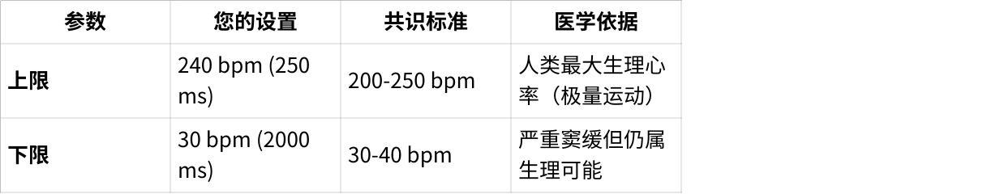 参数 您的设置 共识标准 医学依据
上限 240 bpm (250 ms) 200-250 bpm 人类最大生理心率（极量运动）
下限 30 bpm (2000 ms) 30-40 bpm 严重窦缓但仍属生理可能